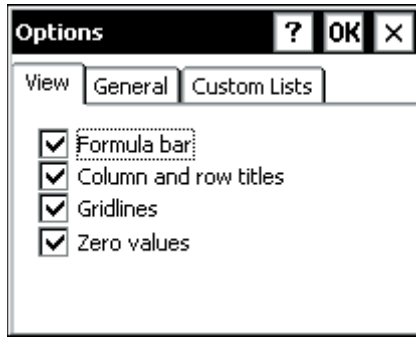 Options ? OK ×
View General Custom Lists
Formula bar
Column and row titles
Gridlines
Zero values